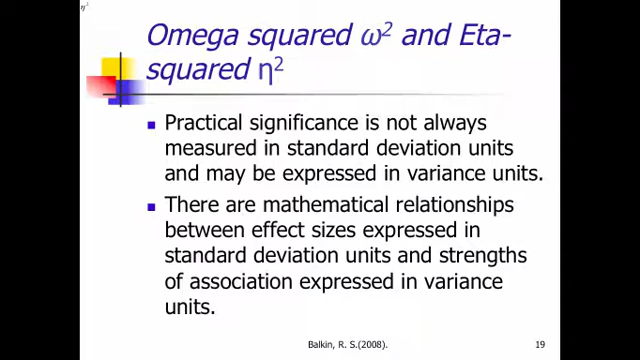 η²
Omega squared ω² and Eta-
squared η²
Practical significance is not always
measured in standard deviation units
and may be expressed in variance units.
There are mathematical relationships
between effect sizes expressed in
standard deviation units and strengths
of association expressed in variance
units.
Balkin, R. S.(2008).
19